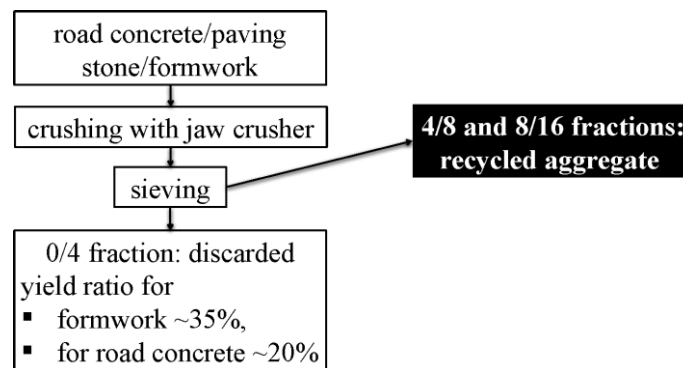 road concrete/paving
stone/formwork
crushing with jaw crusher
4/8 and 8/16 fractions:
recycled aggregate
sieving
0/4 fraction: discarded
yield ratio for
▪ formwork ~35%,
▪ for road concrete ~20%